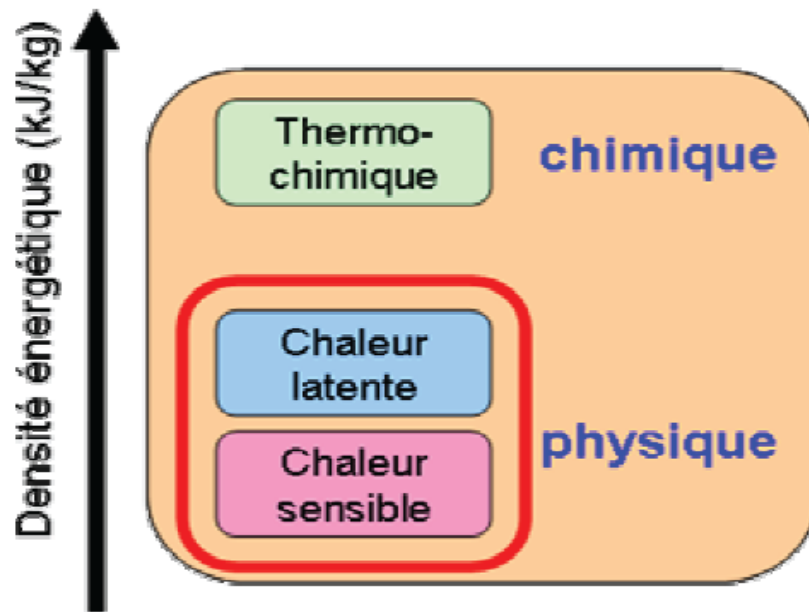 Densité énergétique (kJ/kg)
Thermo-
chimique
chimique
Chaleur
latente
Chaleur
sensible
physique